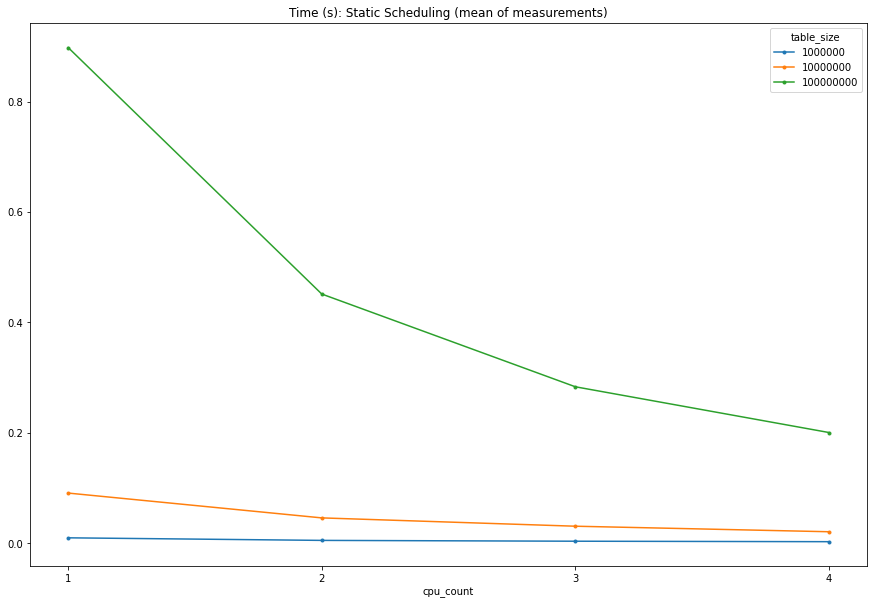 Time (s): Static Scheduling (mean of measurements)
table_size
1000000
10000000
100000000
0.8
0.6
0.4
0.2
0.0
1 2 3 4
cpu_count